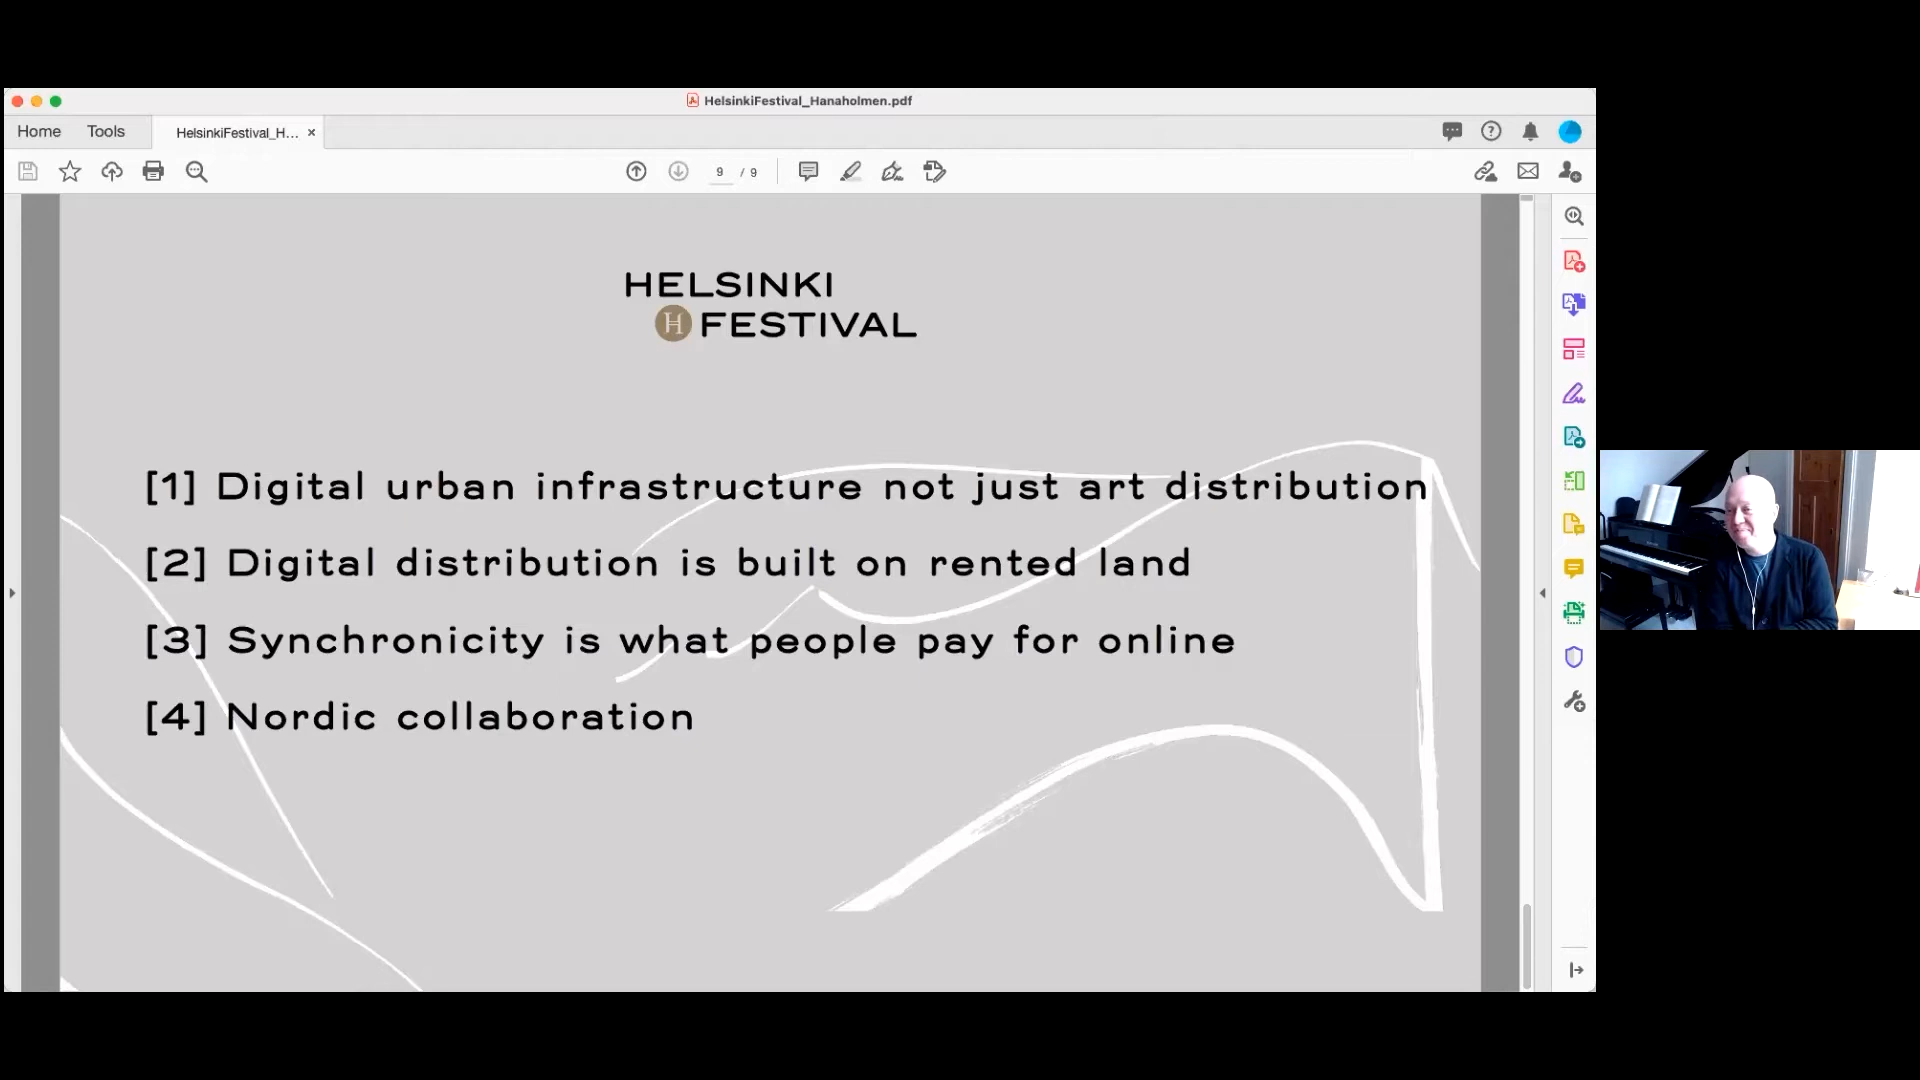 HelsinkiFestival_Hanaholmen.pdf
Home Tools HelsinkiFestival_H... ×
9 / 9
HELSINKI
H FESTIVAL
[1] Digital urban infrastructure not just art distribution
[2] Digital distribution is built on rented land
[3] Synchronicity is what people pay for online
[4] Nordic collaboration